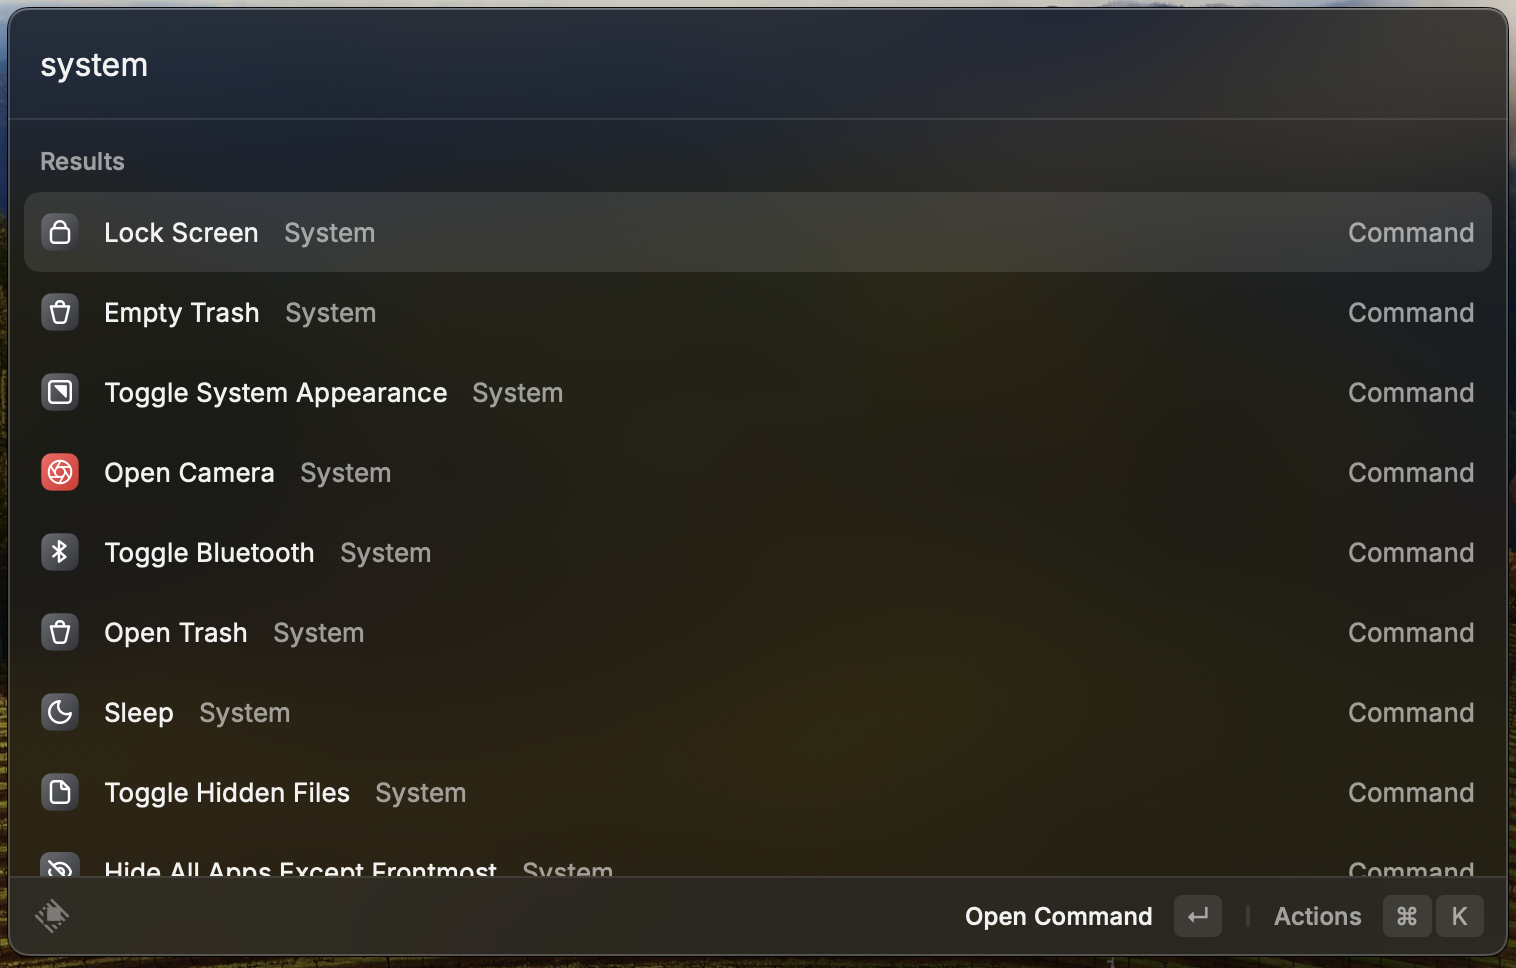 system
Results
Lock Screen System Command
Empty Trash System Command
Toggle System Appearance System Command
Open Camera System Command
Toggle Bluetooth System Command
Open Trash System Command
Sleep System Command
Toggle Hidden Files System Command
Hide All Apps Except Frontmost System Command
Open Command ↵ Actions ⌘ K